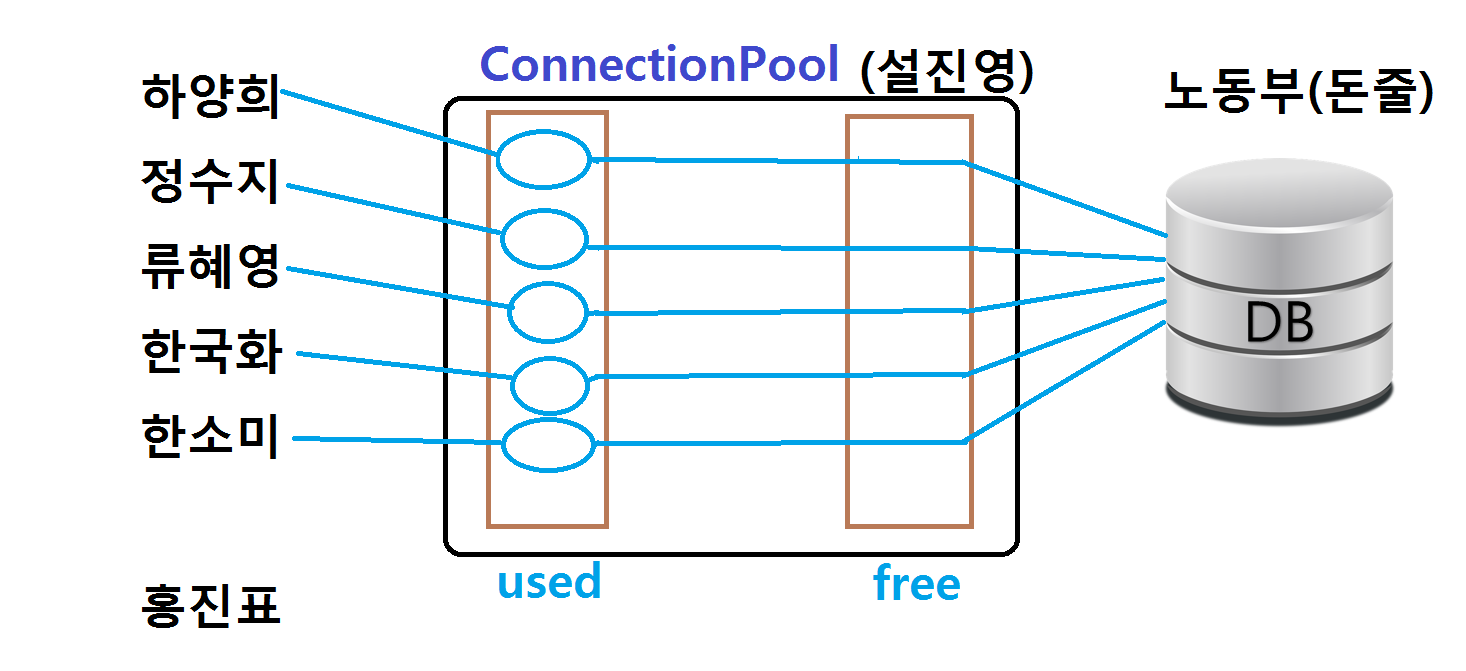 ConnectionPool (설진영)
노동부(돈줄)
하양희
정수지
류혜영
한국화
한소미
홍진표
DB
used
free